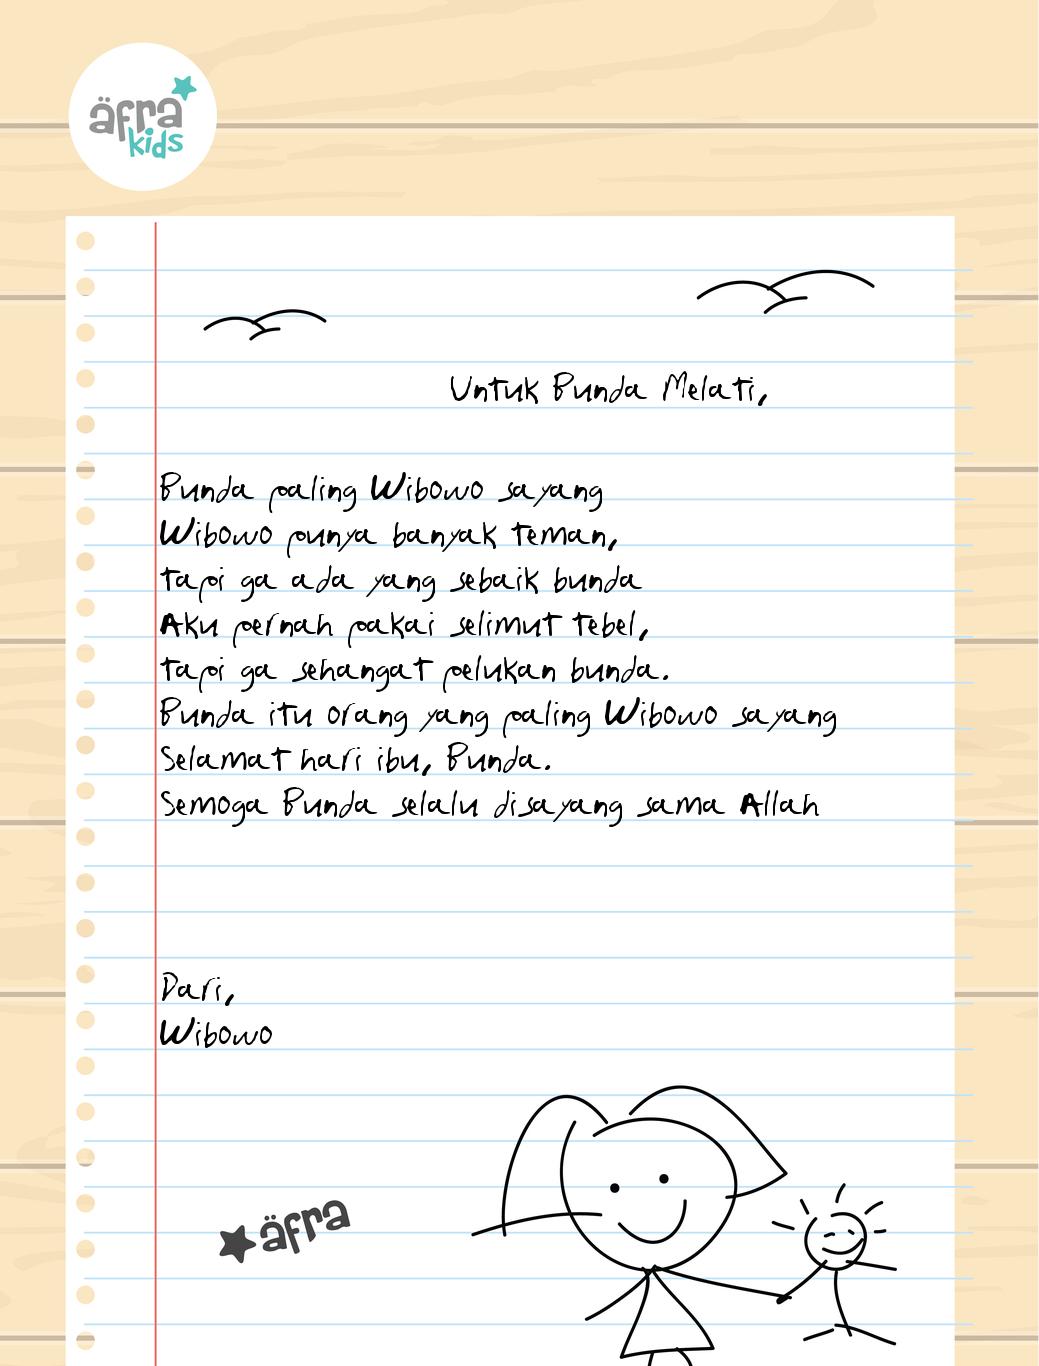 äfra
kids
Untuk Bunda Melati,
Bunda paling Wibowo sayang
Wibowo punya banyak teman,
tapi ga ada yang sebaik bunda
Aku pernah pakai selimut tebel,
tapi ga sehangat pelukan bunda.
Bunda itu orang yang paling Wibowo sayang
Selamat hari ibu, Bunda.
Semoga Bunda selalu disayang sama Allah
Dari,
Wibowo
äfra